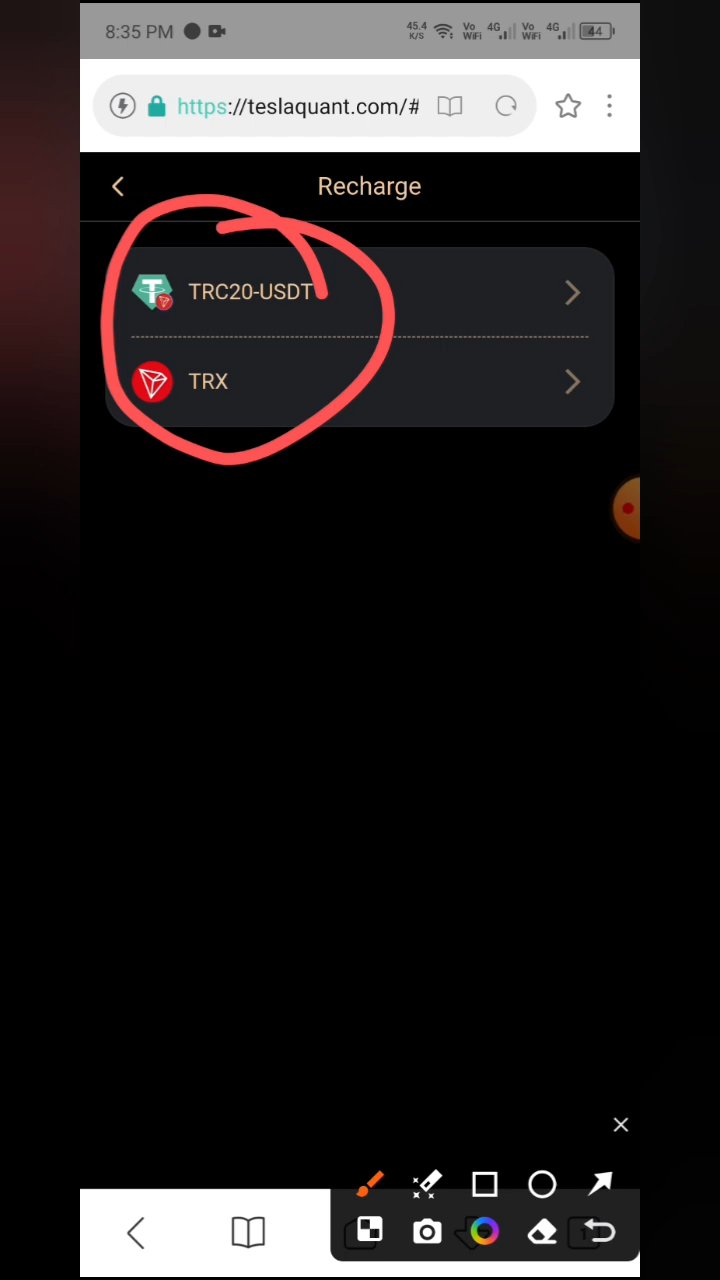 8:35 PM
45.4 K/S
Vo WiFi 4G Vo WiFi 4G 44
https://teslaquant.com/#
Recharge
TRC20-USDT
TRX